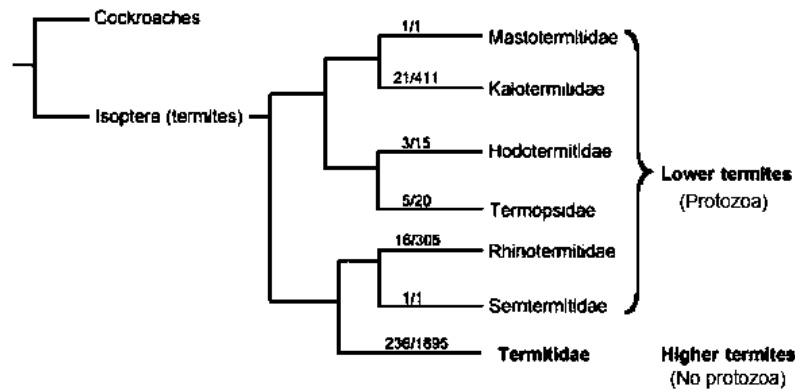 Cockroaches
Isoptera (termites)
1/1
Mastotermitidae
21/411
Kalotermitidae
3/15
Hodotermitidae
5/20
Termopsidae
16/305
Rhinotermitidae
1/1
Serritermitidae
236/1895
Termitidae
Lower termites
(Protozoa)
Higher termites
(No protozoa)